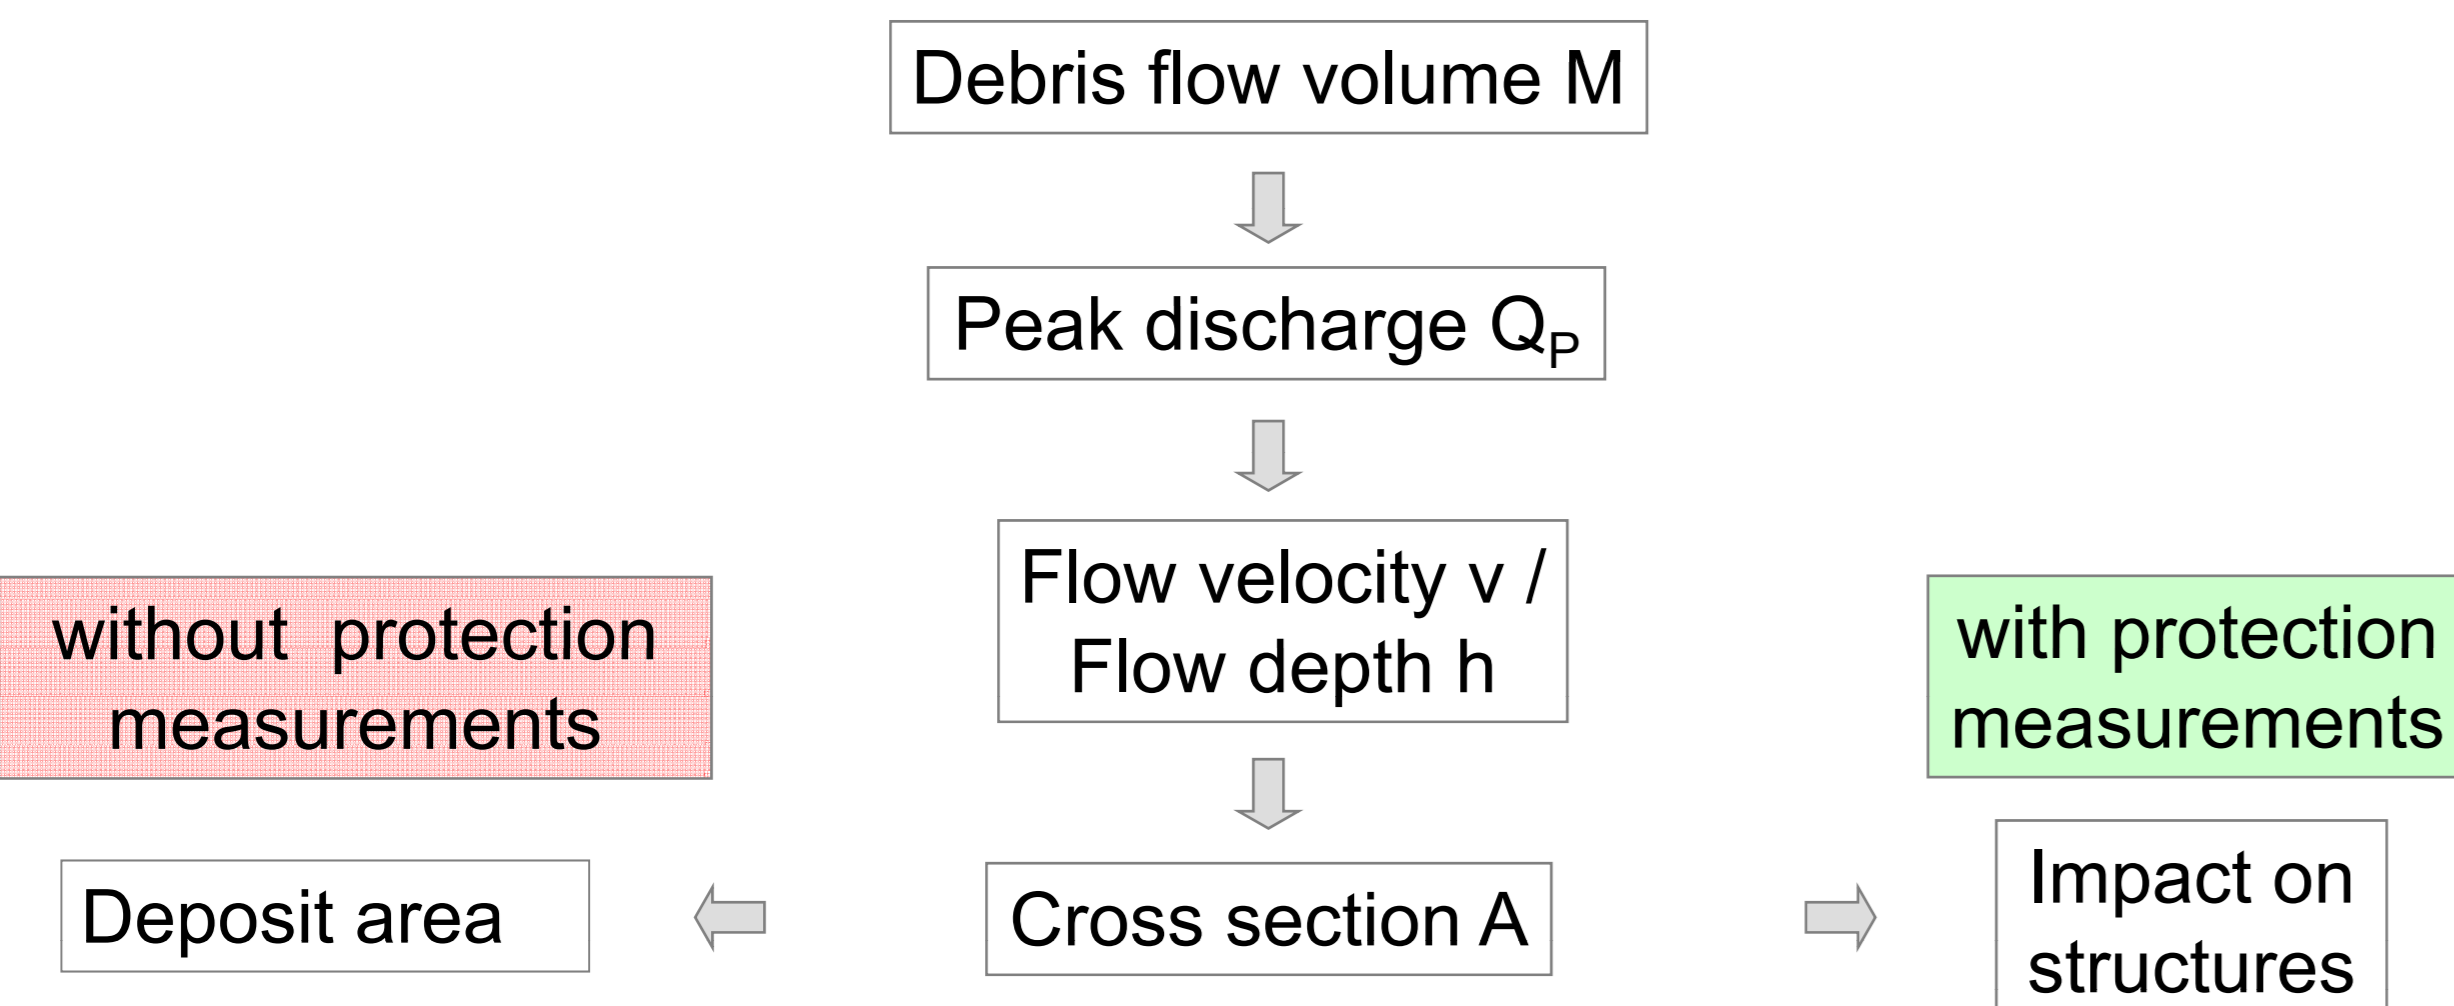 Debris flow volume M
Peak discharge Qₚ
Flow velocity v /
Flow depth h
without protection
measurements
with protection
measurements
Deposit area
Cross section A
Impact on
structures